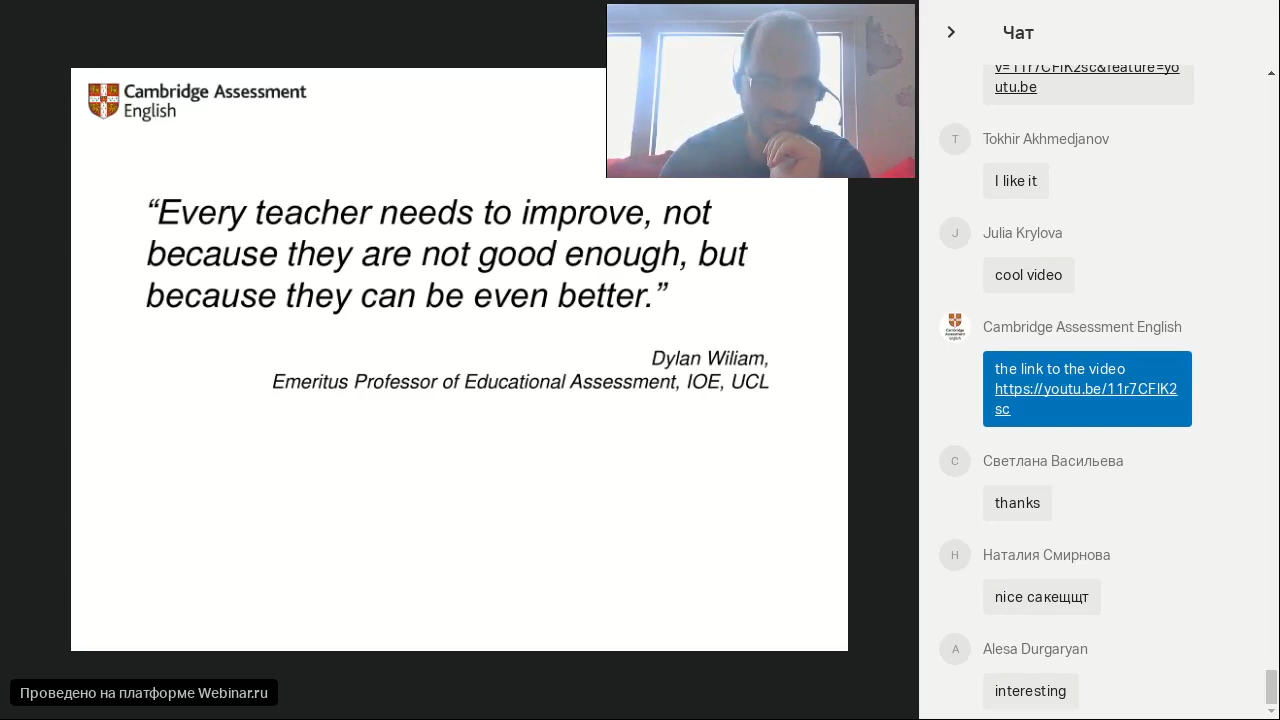 Cambridge Assessment
English
“Every teacher needs to improve, not
because they are not good enough, but
because they can be even better.”
Dylan Wiliam,
Emeritus Professor of Educational Assessment, IOE, UCL
Проведено на платформе Webinar.ru
Чат
v=11r7CFlK2sc&feature=yo
utu.be
T
Tokhir Akhmedjanov
I like it
J
Julia Krylova
cool video
Cambridge Assessment English
the link to the video
https://youtu.be/11r7CFlK2
sc
С
Светлана Васильева
thanks
Н
Наталия Смирнова
nice сакещщт
A
Alesa Durgaryan
interesting